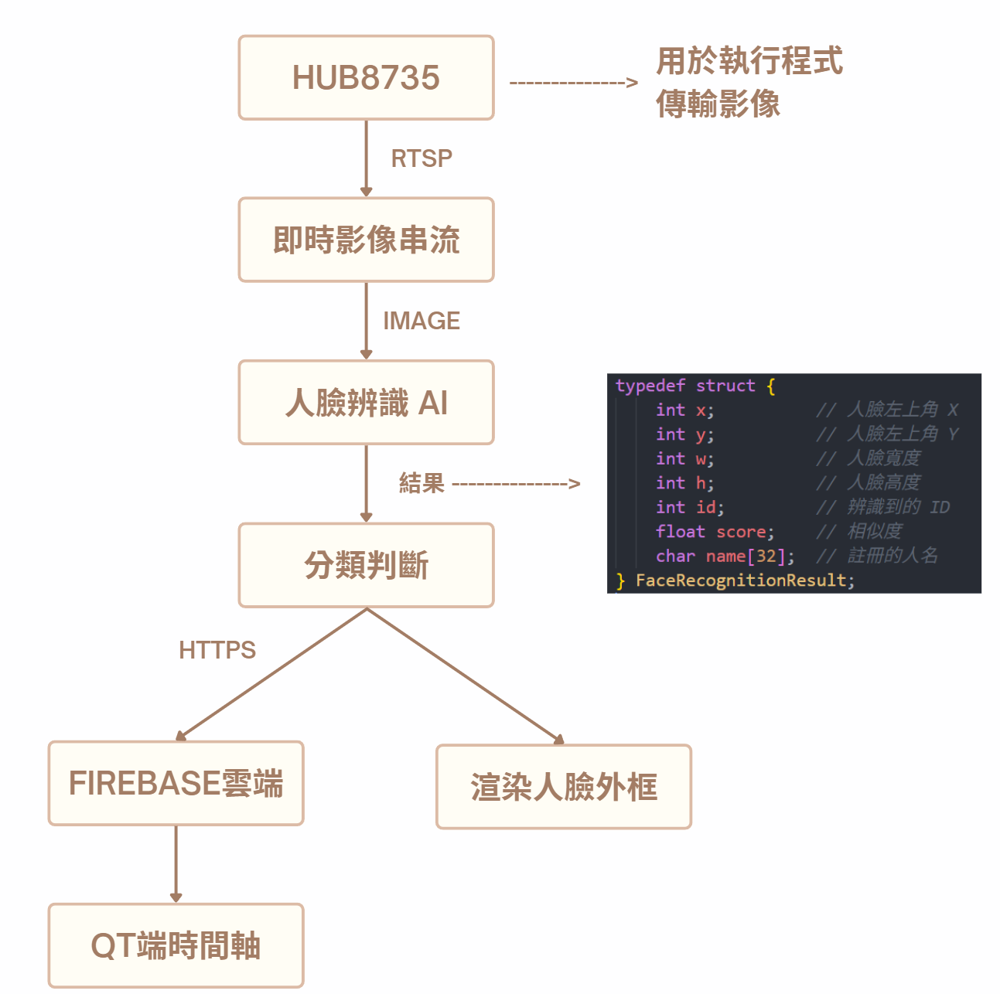 HUB8735
--------------> 用於執行程式
傳輸影像
RTSP
即時影像串流
IMAGE
人臉辨識 AI
結果 -------------->
typedef struct {
    int x;          // 人臉左上角 X
    int y;          // 人臉左上角 Y
    int w;          // 人臉寬度
    int h;          // 人臉高度
    int id;         // 辨識到的 ID
    float score;    // 相似度
    char name[32];  // 註冊的人名
} FaceRecognitionResult;
分類判斷
HTTPS
FIREBASE雲端
渲染人臉外框
QT端時間軸